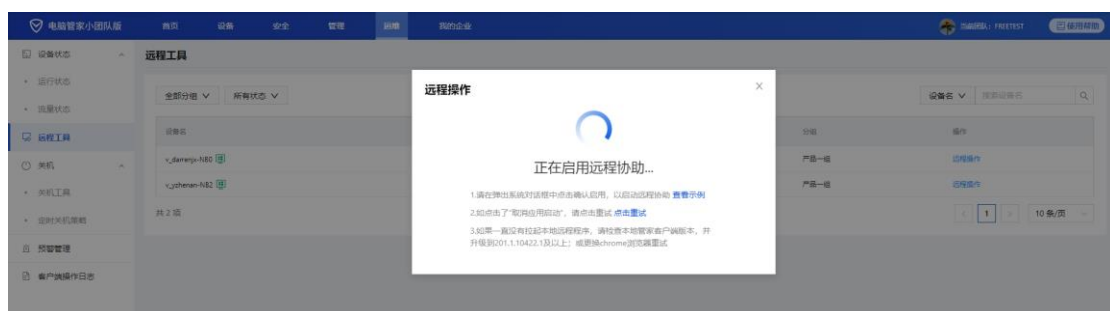 电脑管家小团队版 首页 设备 安全 管理 运维 我的企业 当前团队：FREETEST 使用帮助
设备状态
运行状态
流量状态
远程工具
关机
关机工具
定时关机策略
预警管理
客户端操作日志
远程工具
全部分组 所有状态 设备名 搜索设备名
设备名 分组 操作
v_darrenjx-NB0 产品一组 远程操作
v_yzhenan-NB2 产品一组 远程操作
共 2 项 1 10 条/页
远程操作
正在启用远程协助...
1.请在弹出系统对话框中点击确认启用，以启动远程协助 查看示例
2.如点击了“取消应用启动”，请点击重试 点击重试
3.如果一直没有拉起本地远程程序，请检查本地管家客户端版本，并
升级到201.1.10422.1及以上；或更换chrome浏览器重试